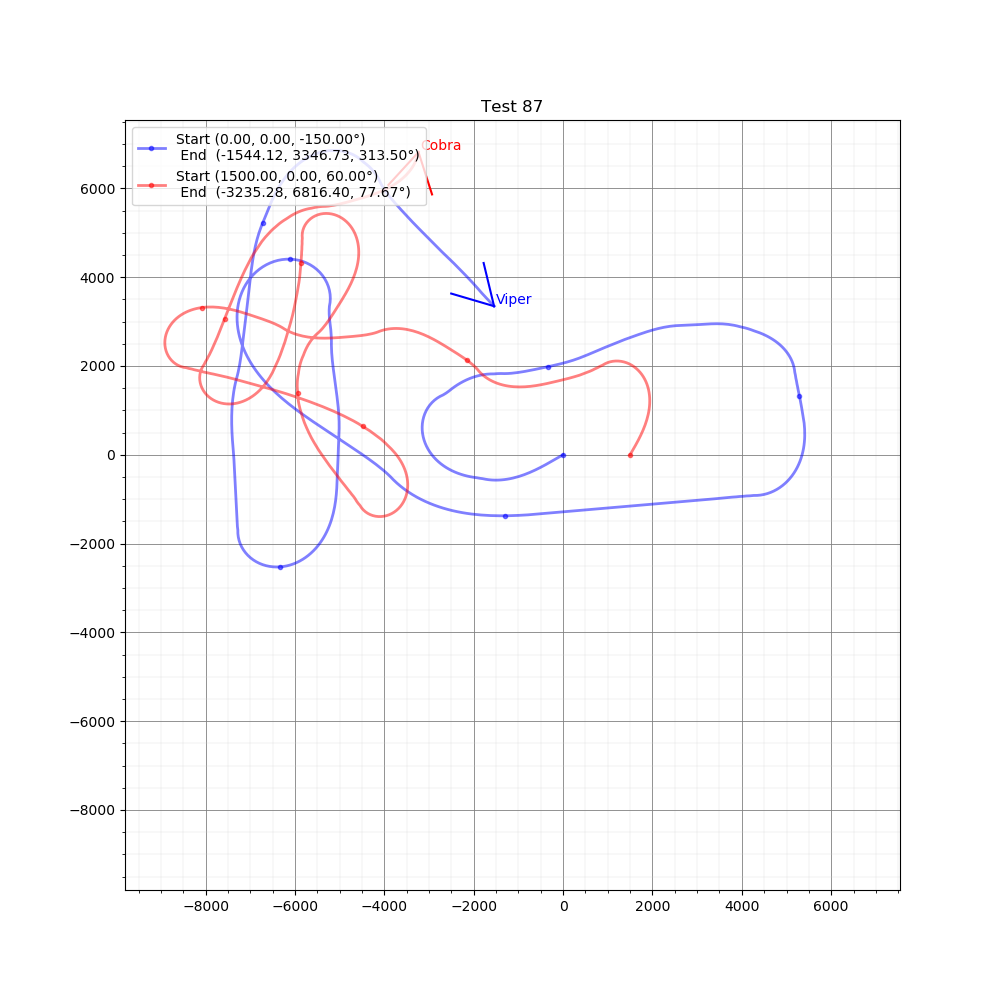 Test 87
Start (0.00, 0.00, -150.00°)
End  (-1544.12, 3346.73, 313.50°)
Start (1500.00, 0.00, 60.00°)
End  (-3235.28, 6816.40, 77.67°)
Cobra
Viper
6000
4000
2000
0
−2000
−4000
−6000
−8000
−8000 −6000 −4000 −2000 0 2000 4000 6000